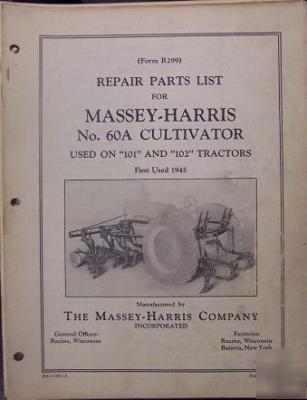 (Form R299)
REPAIR PARTS LIST
FOR
MASSEY-HARRIS
No. 60A CULTIVATOR
USED ON "101" AND "102" TRACTORS
First Used 1945
Manufactured by
THE MASSEY-HARRIS COMPANY
INCORPORATED
General Offices:
Racine, Wisconsin
Factories:
Racine, Wisconsin
Batavia, New York